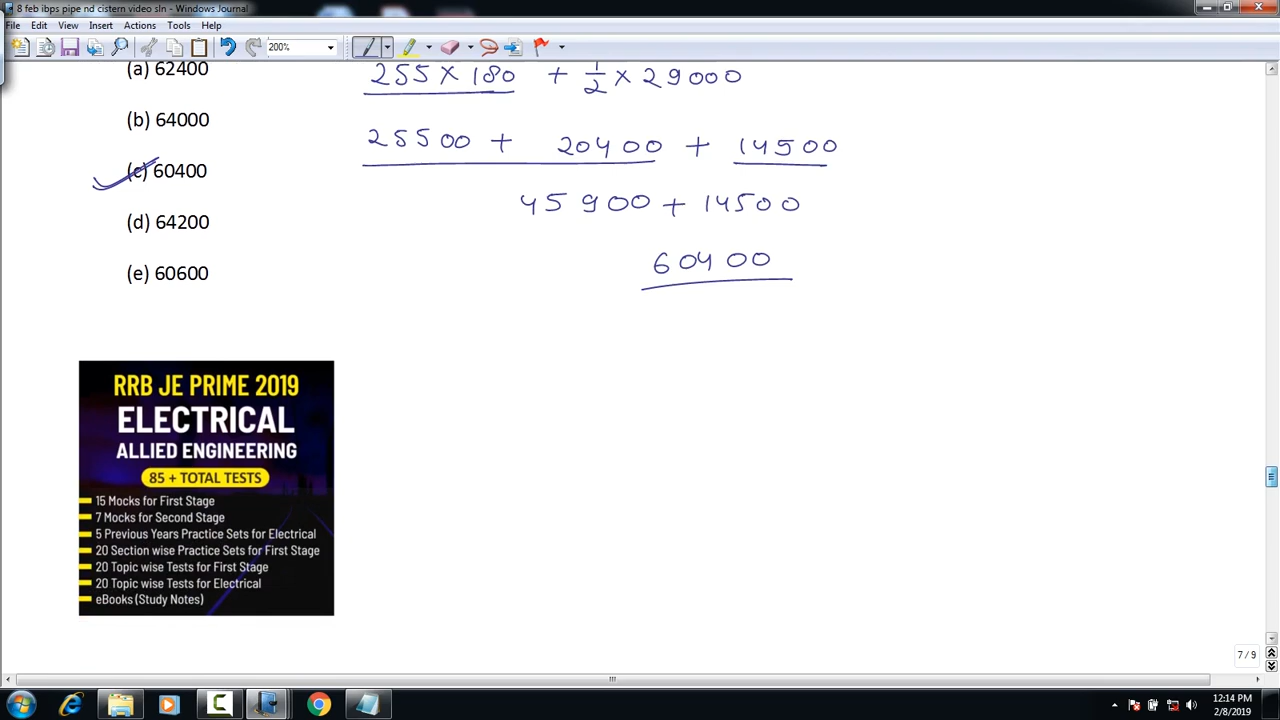 8 feb ibps pipe nd cistern video sln - Windows Journal
File Edit View Insert Actions Tools Help
200%
(a) 62400
255 × 180 + 1/2 × 29000
(b) 64000
25500 + 20400 + 14500
(c) 60400
45900 + 14500
(d) 64200
60400
(e) 60600
RRB JE PRIME 2019
ELECTRICAL
ALLIED ENGINEERING
85 + TOTAL TESTS
15 Mocks for First Stage
7 Mocks for Second Stage
5 Previous Years Practice Sets for Electrical
20 Section wise Practice Sets for First Stage
20 Topic wise Tests for First Stage
20 Topic wise Tests for Electrical
eBooks (Study Notes)
7 / 9
12:14 PM
2/8/2019